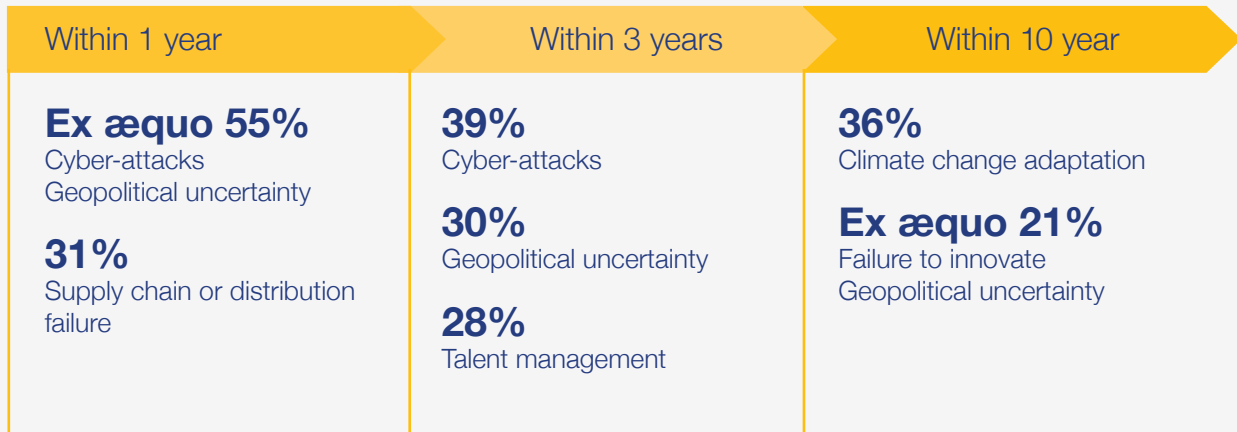 Within 1 year
Within 3 years
Within 10 year
Ex æquo 55%
Cyber-attacks
Geopolitical uncertainty
31%
Supply chain or distribution
failure
39%
Cyber-attacks
30%
Geopolitical uncertainty
28%
Talent management
36%
Climate change adaptation
Ex æquo 21%
Failure to innovate
Geopolitical uncertainty